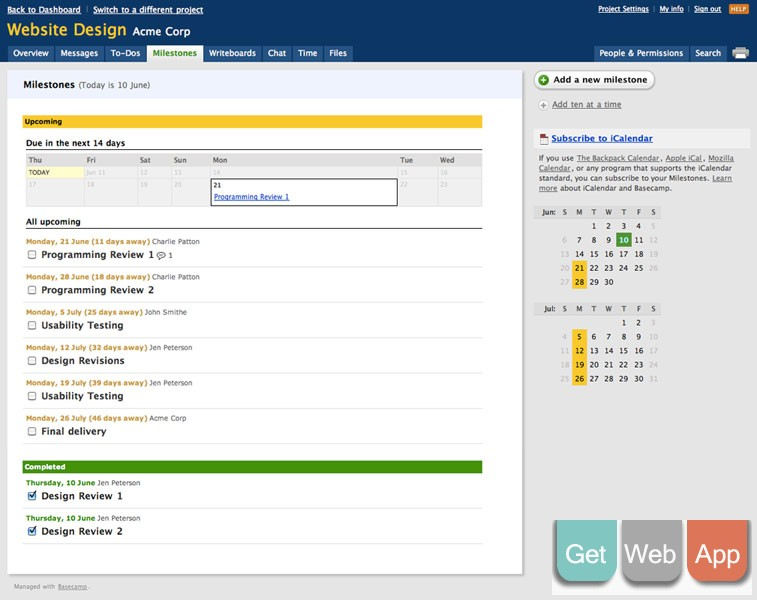 Back to Dashboard | Switch to a different project
Project Settings | My info | Sign out HELP
Website Design Acme Corp
Overview Messages To-Dos Milestones Writeboards Chat Time Files
People & Permissions Search
Milestones (Today is 10 June)
Upcoming
Due in the next 14 days
Thu Fri Sat Sun Mon Tue Wed
TODAY Jun 11 12 13 14 15 16
17 18 19 20 21 22 23
Programming Review 1
All upcoming
Monday, 21 June (11 days away) Charlie Patton
Programming Review 1 1
Monday, 28 June (18 days away) Charlie Patton
Programming Review 2
Monday, 5 July (25 days away) John Smithe
Usability Testing
Monday, 12 July (32 days away) Jen Peterson
Design Revisions
Monday, 19 July (39 days away) Jen Peterson
Usability Testing
Monday, 26 July (46 days away) Acme Corp
Final delivery
Completed
Thursday, 10 June Jen Peterson
Design Review 1
Thursday, 10 June Jen Peterson
Design Review 2
Managed with Basecamp.
Add a new milestone
Add ten at a time
Subscribe to iCalendar
If you use The Backpack Calendar, Apple iCal, Mozilla
Calendar, or any program that supports the iCalendar
standard, you can subscribe to your Milestones. Learn
more about iCalendar and Basecamp.
Jun: S M T W T F S
1 2 3 4 5
6 7 8 9 10 11 12
13 14 15 16 17 18 19
20 21 22 23 24 25 26
27 28 29 30
Jul: S M T W T F S
1 2 3
4 5 6 7 8 9 10
11 12 13 14 15 16 17
18 19 20 21 22 23 24
25 26 27 28 29 30 31
Get Web App